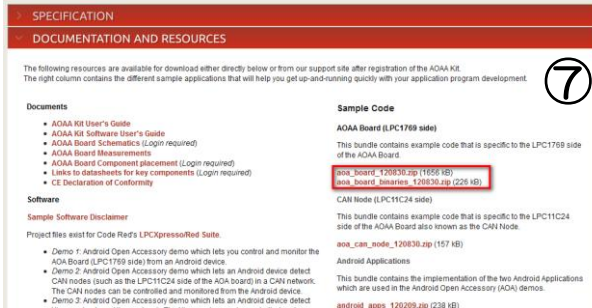 SPECIFICATION
DOCUMENTATION AND RESOURCES
The following resources are available for download either directly below or from our support site after registration of the AOAA Kit.
The right column contains the different sample applications that will help you get up-and-running quickly with your application program development.
7
Documents
AOAA Kit User's Guide
AOAA Kit Software User's Guide
AOAA Board Schematics (Login required)
AOAA Board Measurements
AOAA Board Component placement (Login required)
Links to datasheets for key components (Login required)
CE Declaration of Conformity
Software
Sample Software Disclaimer
Project files exist for Code Red's LPCXpresso/Red Suite.
Demo 1: Android Open Accessory demo which lets you control and monitor the
AOA Board (LPC1769 side) from an Android device.
Demo 2: Android Open Accessory demo which lets an Android device detect
CAN nodes (such as the LPC11C24 side of the AOA board) in a CAN network.
The CAN nodes can be controlled and monitored from the Android device.
Demo 3: Android Open Accessory demo which lets an Android device detect
Sample Code
AOAA Board (LPC1769 side)
This bundle contains example code that is specific to the LPC1769 side
of the AOAA Board.
aoa_board_120830.zip (1656 kB)
aoa_board_binaries_120830.zip (226 kB)
CAN Node (LPC11C24 side)
This bundle contains example code that is specific to the LPC11C24
side of the AOAA Board also known as the CAN Node.
aoa_can_node_120830.zip (157 kB)
Android Applications
This bundle contains the implementation of the two Android Applications
which are used in the Android Open Accessory (AOA) demos.
android_apps_120209.zip (238 kB)